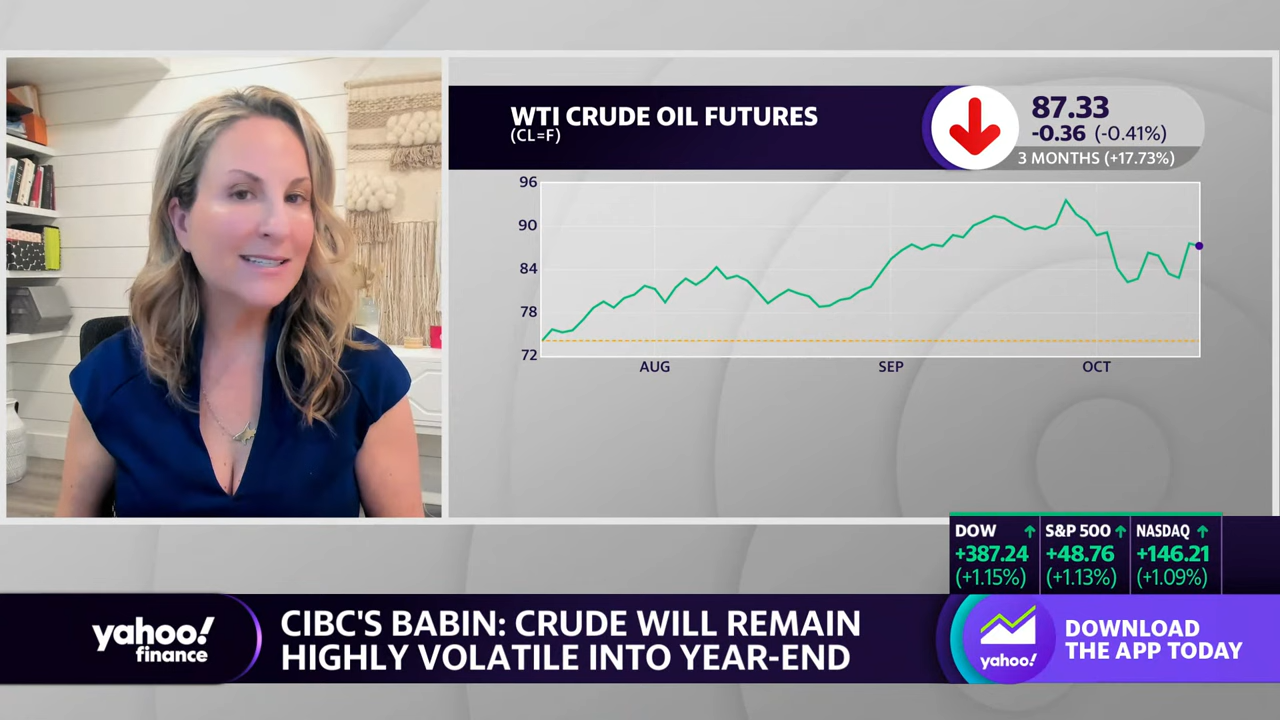 WTI CRUDE OIL FUTURES
(CL=F)
87.33
-0.36 (-0.41%)
3 MONTHS (+17.73%)
96
90
84
78
72
AUG SEP OCT
DOW
+387.24
(+1.15%)
S&P 500
+48.76
(+1.13%)
NASDAQ
+146.21
(+1.09%)
yahoo!
finance
CIBC'S BABIN: CRUDE WILL REMAIN
HIGHLY VOLATILE INTO YEAR-END
yahoo!
DOWNLOAD
THE APP TODAY